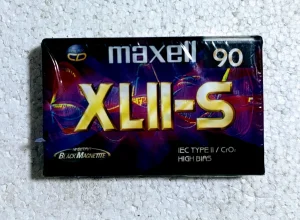 maxell 90
XLII-S
IEC TYPE II / CrO₂
HIGH BIAS
BLACK MAGNETITE